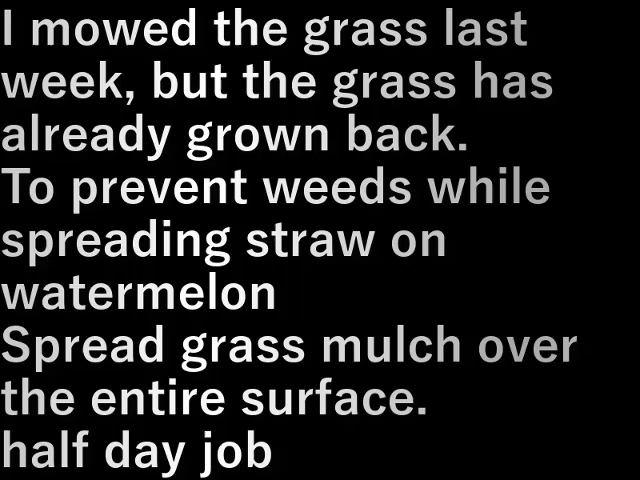 I mowed the grass last
week, but the grass has
already grown back.
To prevent weeds while
spreading straw on
watermelon
Spread grass mulch over
the entire surface.
half day job